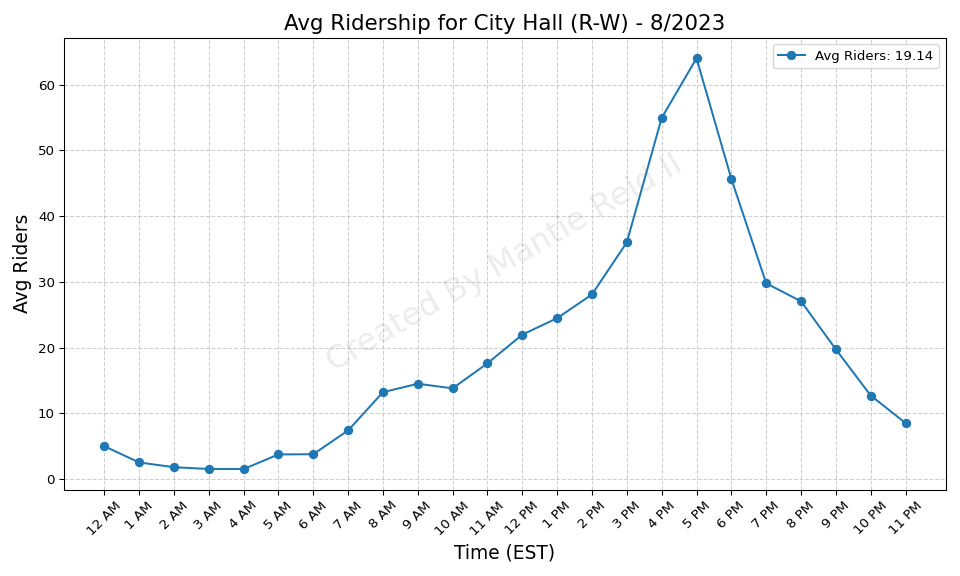 Avg Ridership for City Hall (R-W) - 8/2023
Avg Riders: 19.14
Avg Riders
60
50
40
30
20
10
0
Created By Mantle Reid II
12 AM
1 AM
2 AM
3 AM
4 AM
5 AM
6 AM
7 AM
8 AM
9 AM
10 AM
11 AM
12 PM
1 PM
2 PM
3 PM
4 PM
5 PM
6 PM
7 PM
8 PM
9 PM
10 PM
11 PM
Time (EST)